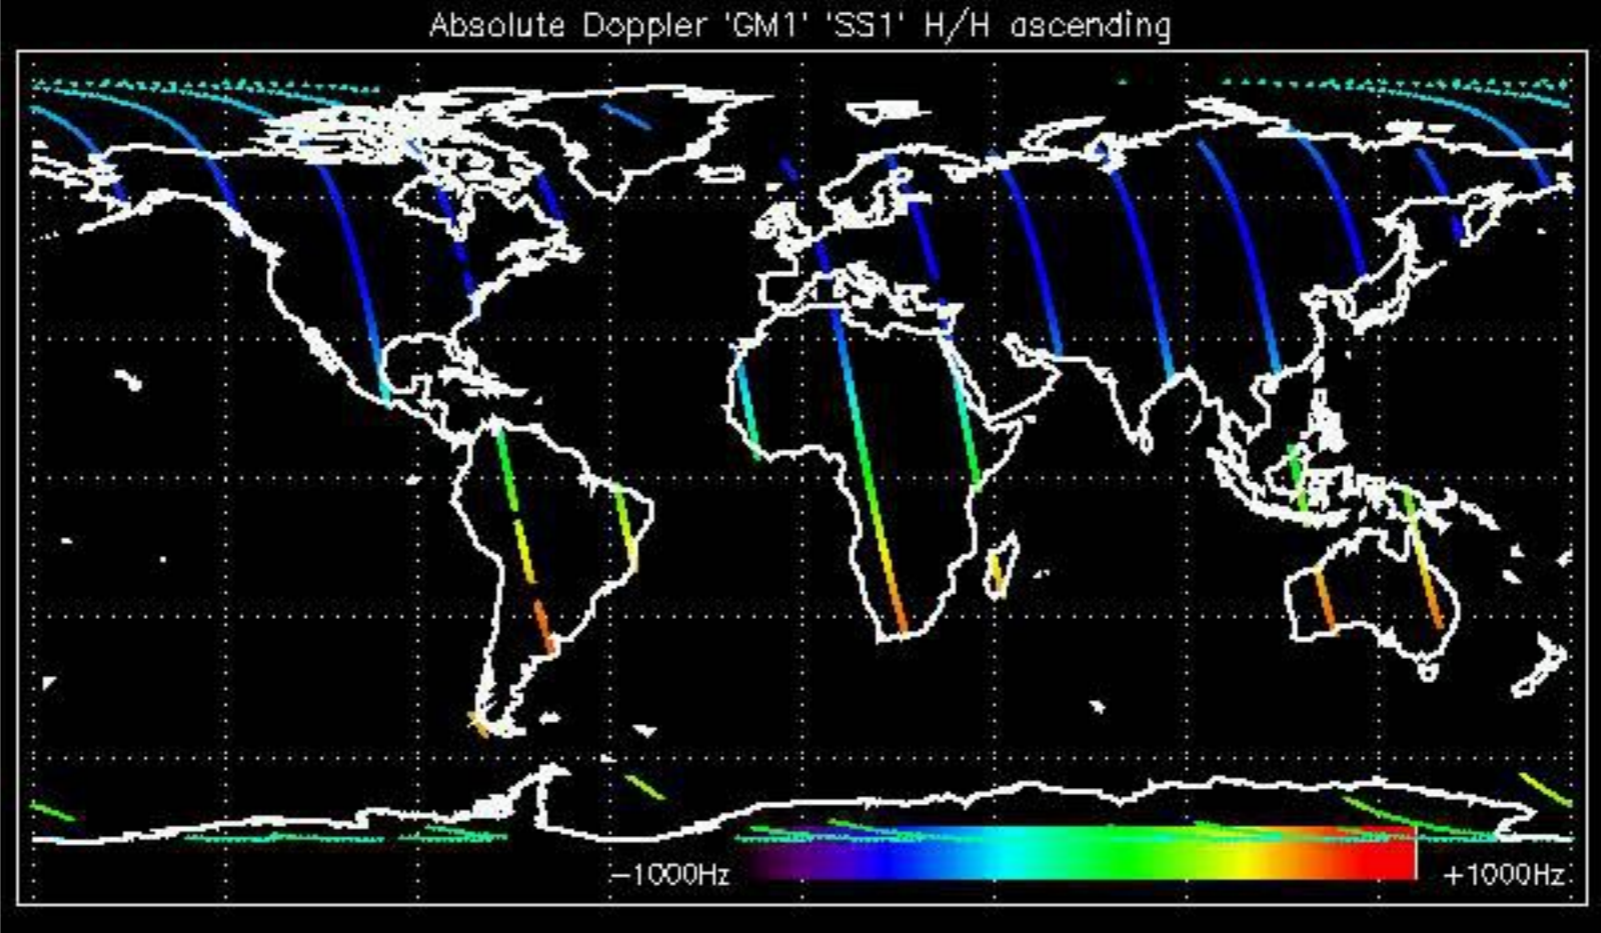 Absolute Doppler 'GM1' 'SS1' H/H ascending
−1000Hz
+1000Hz